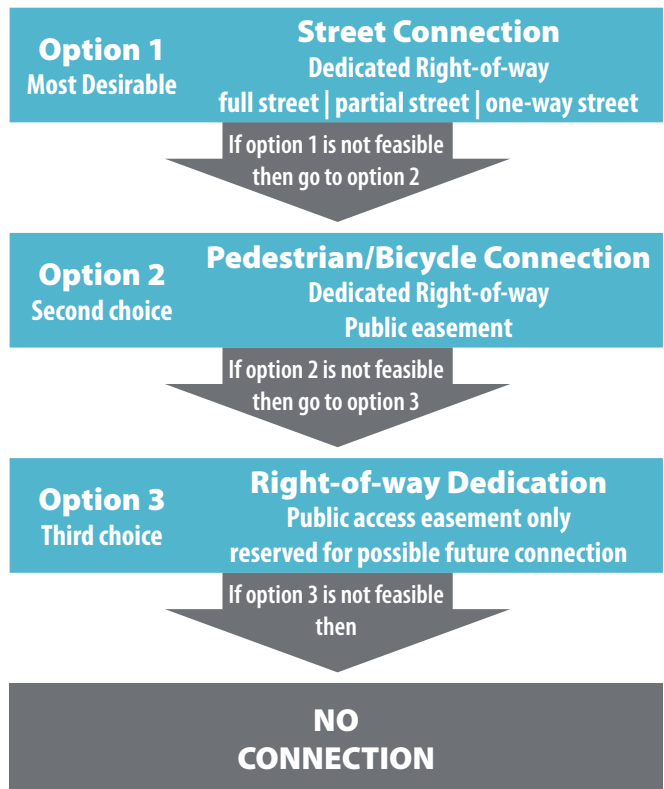 Option 1
Most Desirable
Street Connection
Dedicated Right-of-way
full street | partial street | one-way street
If option 1 is not feasible
then go to option 2
Option 2
Second choice
Pedestrian/Bicycle Connection
Dedicated Right-of-way
Public easement
If option 2 is not feasible
then go to option 3
Option 3
Third choice
Right-of-way Dedication
Public access easement only
reserved for possible future connection
If option 3 is not feasible
then
NO
CONNECTION